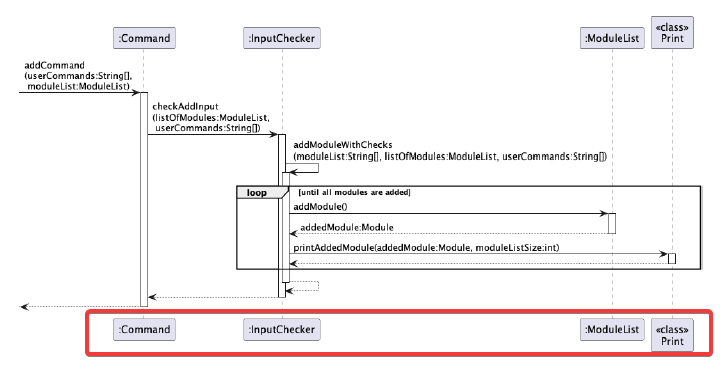 «class»
:Command :InputChecker :ModuleList Print
addCommand
(userCommands:String[],
moduleList:ModuleList)
checkAddInput
(listOfModules:ModuleList,
userCommands:String[])
addModuleWithChecks
(moduleList:String[], listOfModules:ModuleList, userCommands:String[])
loop [until all modules are added]
addModule()
addedModule:Module
printAddedModule(addedModule:Module, moduleListSize:int)
:Command :InputChecker :ModuleList «class»
Print